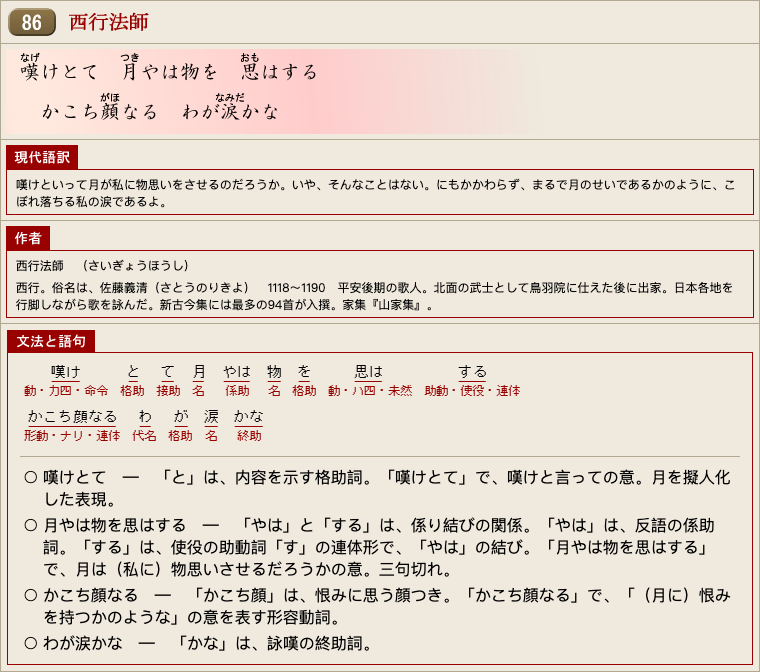 86 西行法師
なげ つき おも
嘆けとて 月やは物を 思はする
がほ なみだ
かこち顔なる わが涙かな
現代語訳
嘆けといって月が私に物思いをさせるのだろうか。いや、そんなことはない。にもかかわらず、まるで月のせいであるかのように、こ
ぼれ落ちる私の涙であるよ。
作者
西行法師 （さいぎょうほうし）
西行。俗名は、佐藤義清（さとうのりきよ） 1118～1190 平安後期の歌人。北面の武士として鳥羽院に仕えた後に出家。日本各地を
行脚しながら歌を詠んだ。新古今集には最多の94首が入撰。家集『山家集』。
文法と語句
嘆け と て 月 やは 物 を 思は する
動・カ四・命令 格助 接助 名 係助 名 格助 動・ハ四・未然 助動・使役・連体
かこち顔なる わ が 涙 かな
形動・ナリ・連体 代名 格助 名 終助
○ 嘆けとて ― 「と」は、内容を示す格助詞。「嘆けとて」で、嘆けと言っての意。月を擬人化
した表現。
○ 月やは物を思はする ― 「やは」と「する」は、係り結びの関係。「やは」は、反語の係助
詞。「する」は、使役の助動詞「す」の連体形で、「やは」の結び。「月やは物を思はする」
で、月は（私に）物思いさせるだろうかの意。三句切れ。
○ かこち顔なる ― 「かこち顔」は、恨みに思う顔つき。「かこち顔なる」で、「（月に）恨み
を持つかのような」の意を表す形容動詞。
○ わが涙かな ― 「かな」は、詠嘆の終助詞。